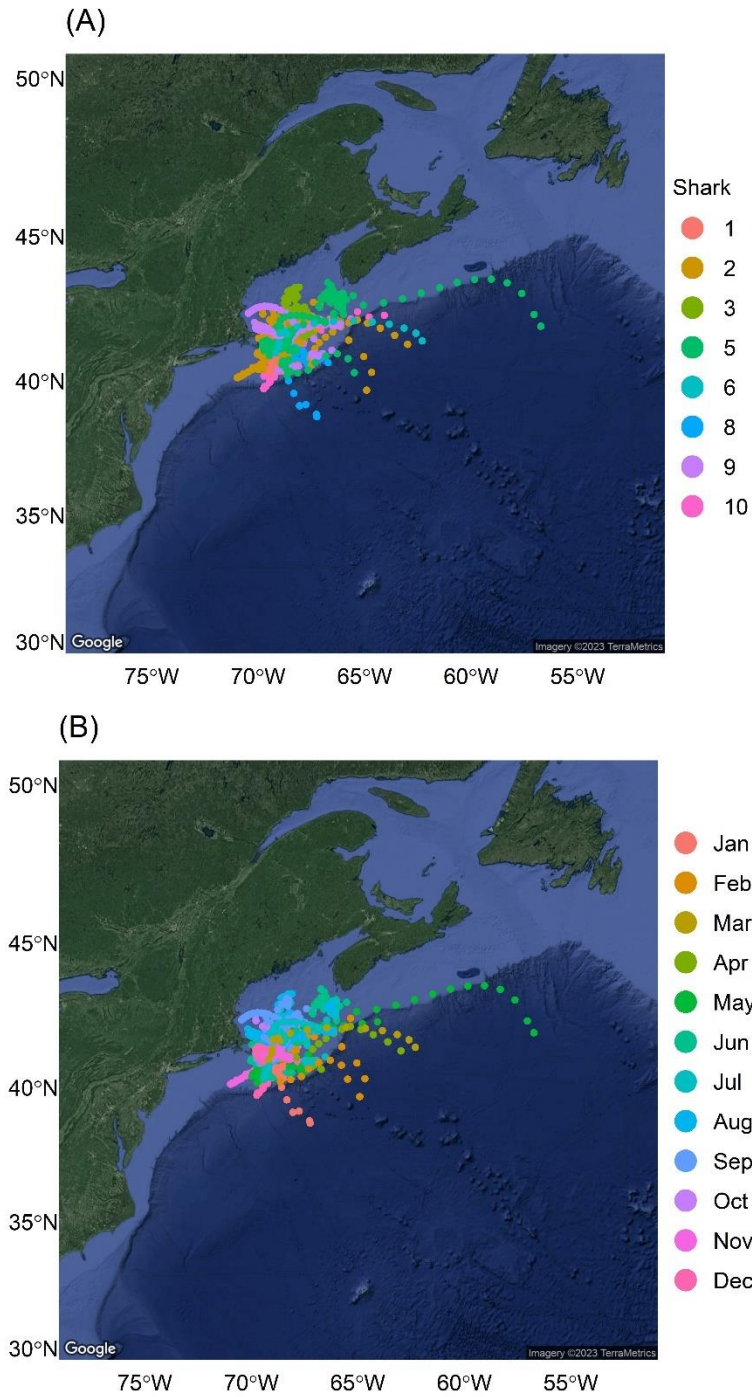 (A)
50°N
45°N
40°N
35°N
30°N
Google
Imagery ©2023 TerraMetrics
75°W 70°W 65°W 60°W 55°W
Shark
1
2
3
5
6
8
9
10
(B)
50°N
45°N
40°N
35°N
30°N
Google
Imagery ©2023 TerraMetrics
75°W 70°W 65°W 60°W 55°W
Jan
Feb
Mar
Apr
May
Jun
Jul
Aug
Sep
Oct
Nov
Dec